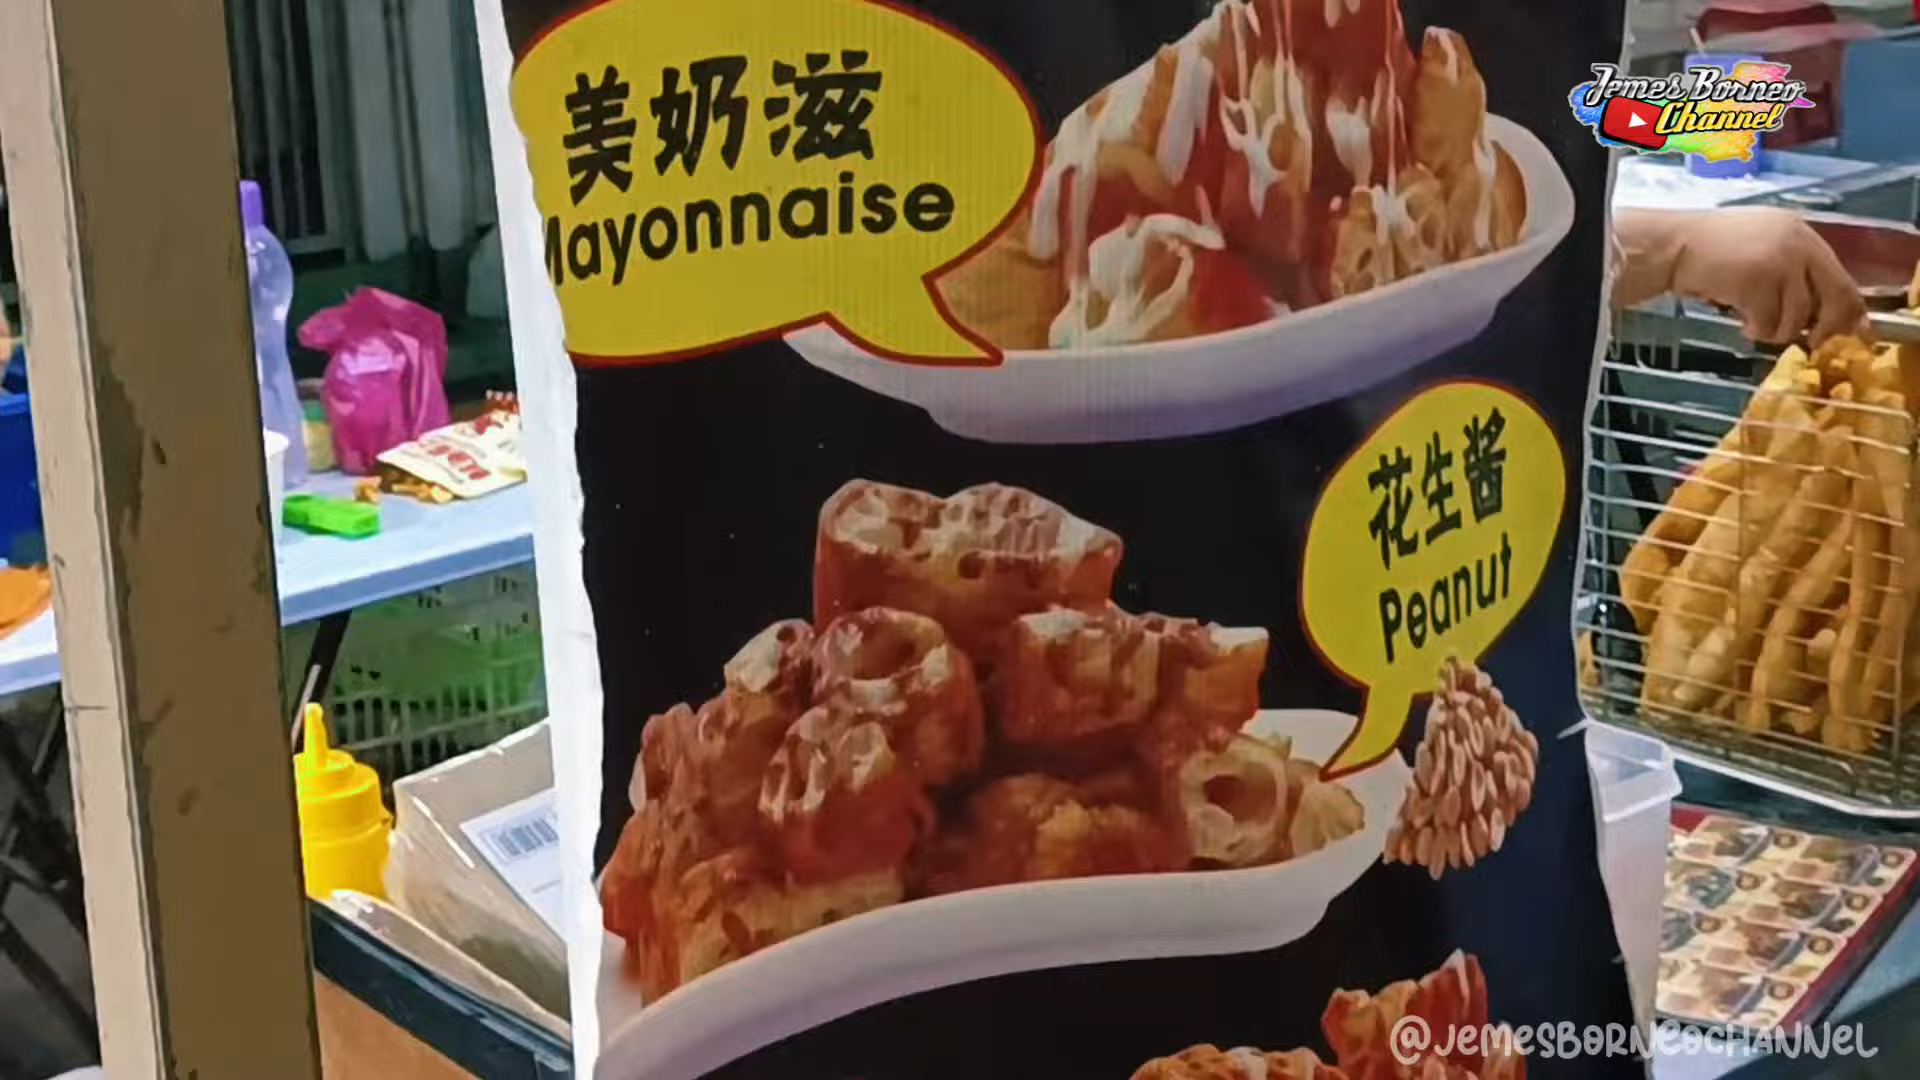 美奶滋
Mayonnaise
花生酱
Peanut
Jemes Borneo
Channel
@JEMESBORNEOCHANNEL